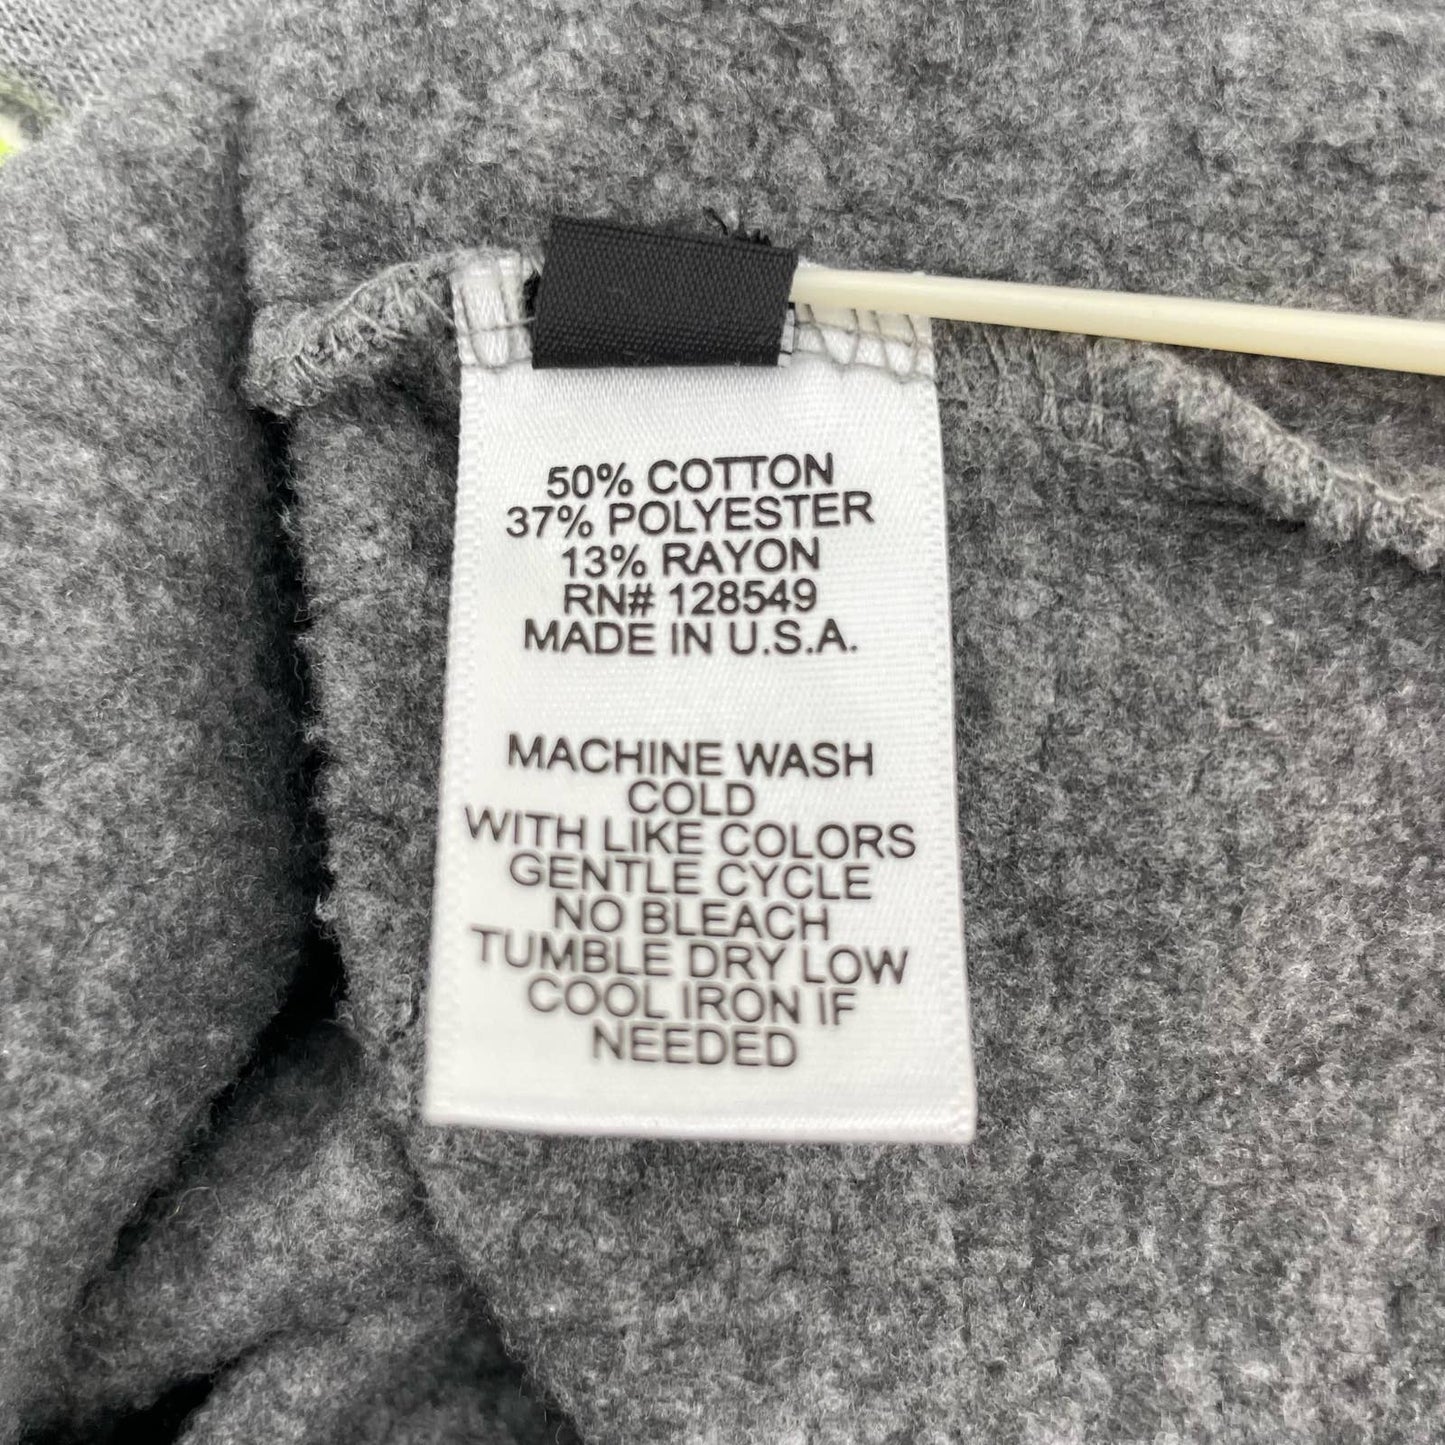 50% COTTON
37% POLYESTER
13% RAYON
RN# 128549
MADE IN U.S.A.
MACHINE WASH
COLD
WITH LIKE COLORS
GENTLE CYCLE
NO BLEACH
TUMBLE DRY LOW
COOL IRON IF
NEEDED